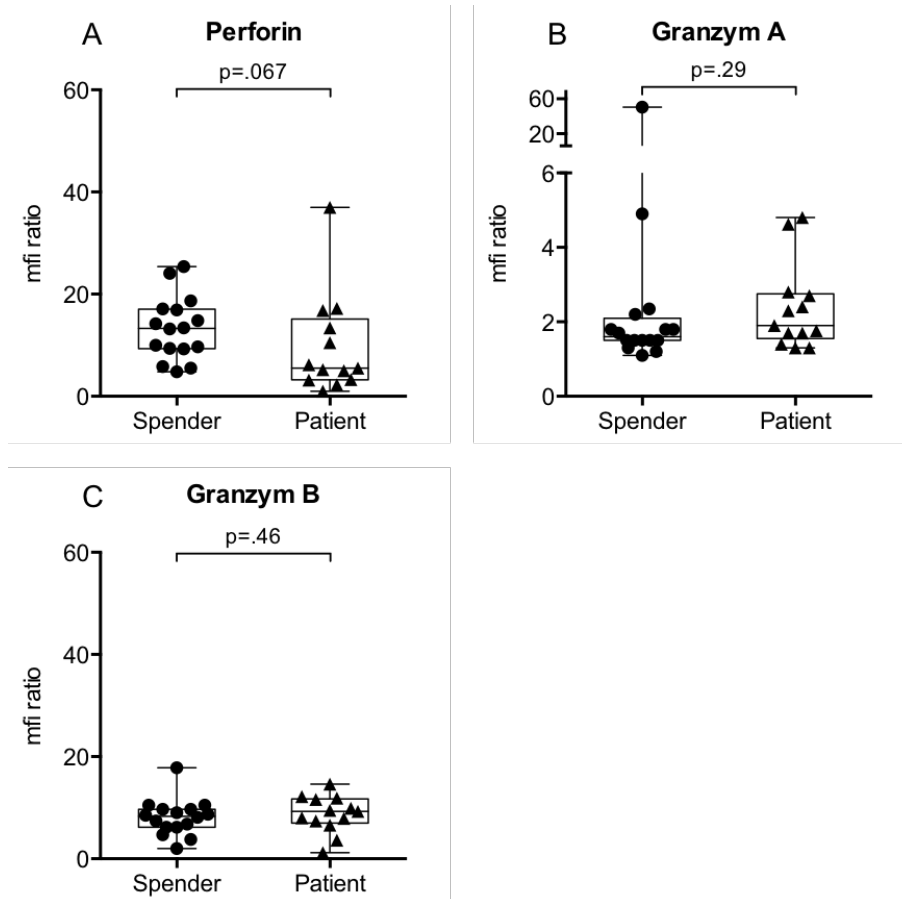 A
Perforin
p=.067
60
40
20
0
mfi ratio
Spender
Patient
B
Granzym A
p=.29
60
20
6
4
2
0
mfi ratio
Spender
Patient
C
Granzym B
p=.46
60
40
20
0
mfi ratio
Spender
Patient